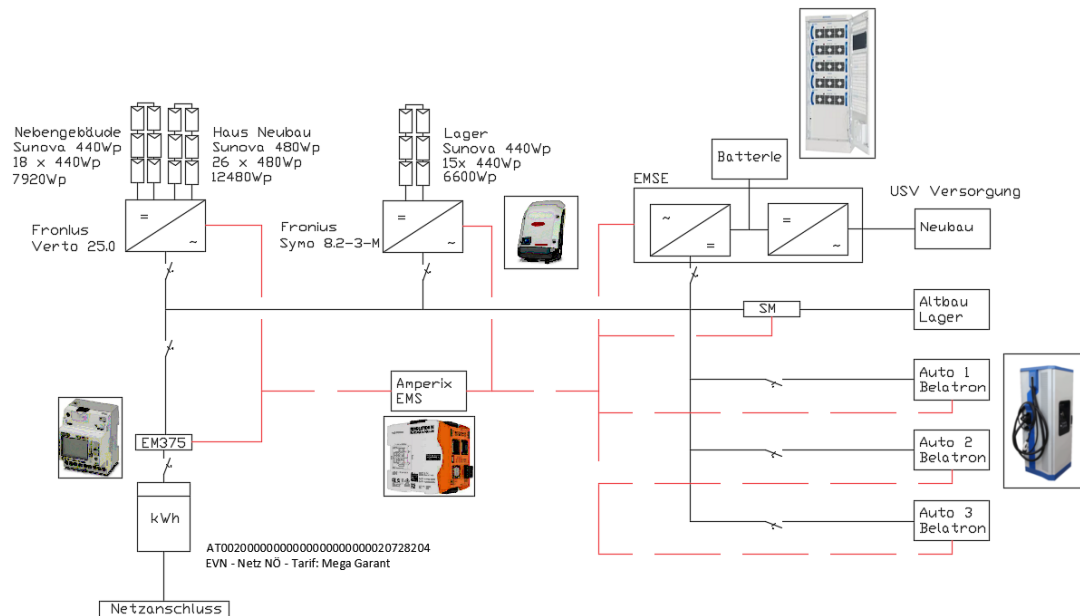 Nebengebäude
Sunova 440Wp
18 x 440Wp
7920Wp
Haus Neubau
Sunova 480Wp
26 x 480Wp
12480Wp
Lager
Sunova 440Wp
15x 440Wp
6600Wp
Batterie
EMSE
USV Versorgung
Neubau
=
~
=
~
~
=
=
~
Fronius
Verto 25.0
Fronius
Symo 8.2-3-M
SM
Altbau
Lager
Amperix
EMS
Auto 1
Belatron
EM375
Auto 2
Belatron
kWh
Auto 3
Belatron
AT0020000000000000000000020728204
EVN - Netz NÖ - Tarif: Mega Garant
Netzanschluss